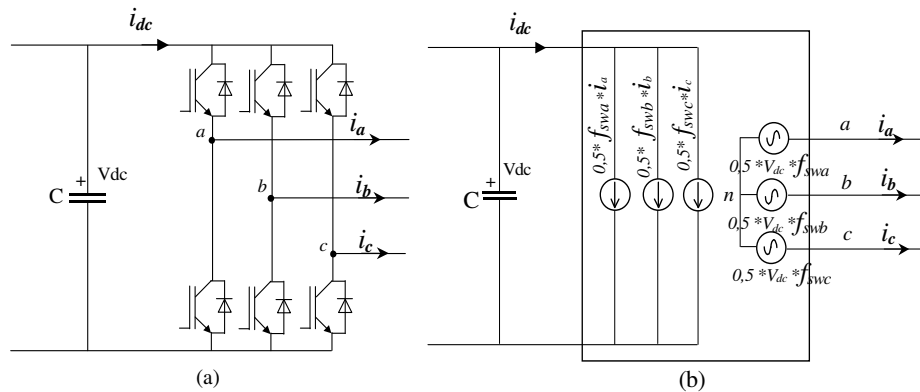 i_dc
a
i_a
+
Vdc
C
b
i_b
c
i_c
(a)
i_dc
0,5* f_swa *i_a
0,5* f_swb *i_b
0,5* f_swc *i_c
+
Vdc
C
n
a
i_a
0,5 *V_dc *f_swa
b
i_b
0,5 *V_dc *f_swb
c
i_c
0,5 *V_dc *f_swc
(b)